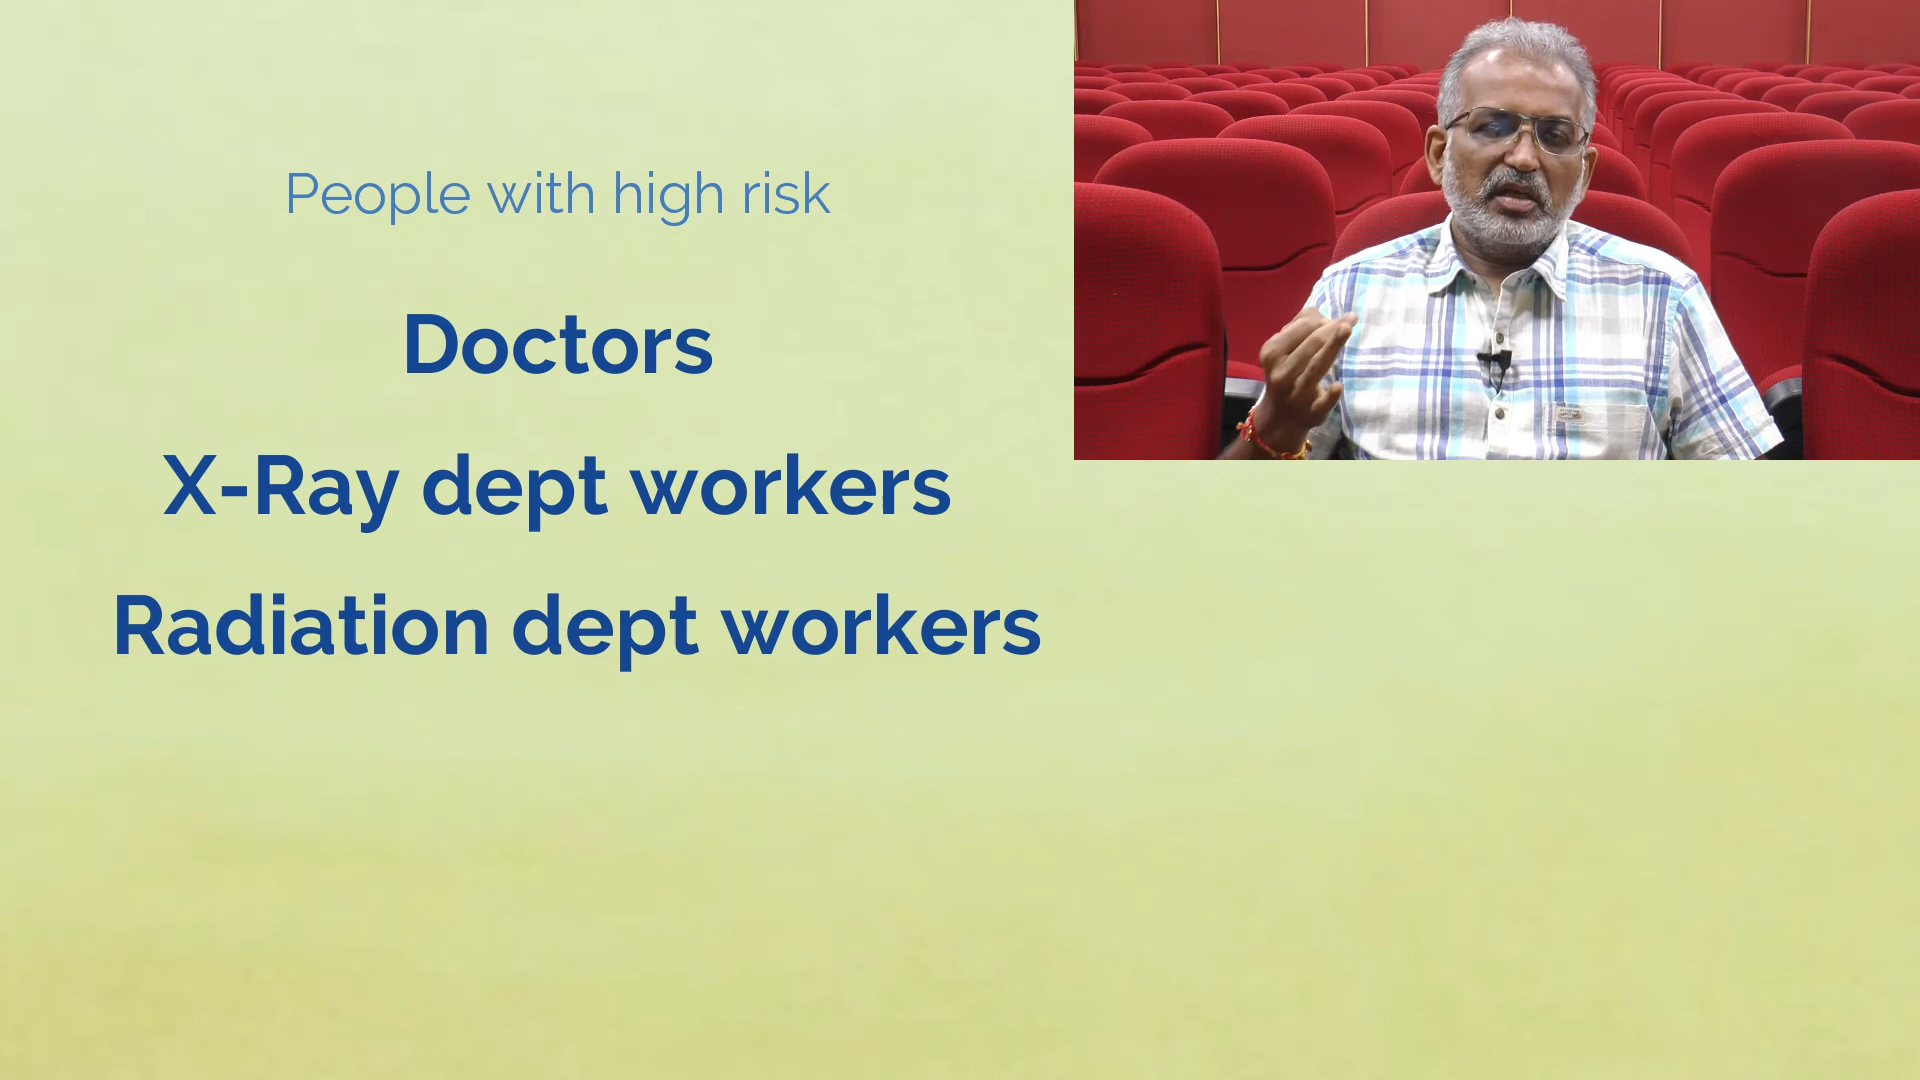 People with high risk
Doctors
X-Ray dept workers
Radiation dept workers